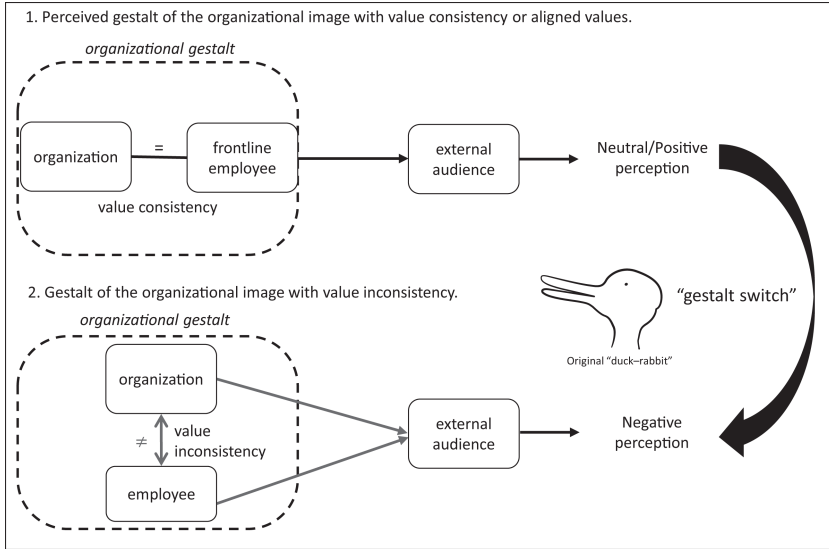 1. Perceived gestalt of the organizational image with value consistency or aligned values.
organizational gestalt
organization
=
frontline
employee
value consistency
external
audience
Neutral/Positive
perception
"gestalt switch"
Original "duck–rabbit"
2. Gestalt of the organizational image with value inconsistency.
organizational gestalt
organization
≠
value
inconsistency
employee
external
audience
Negative
perception